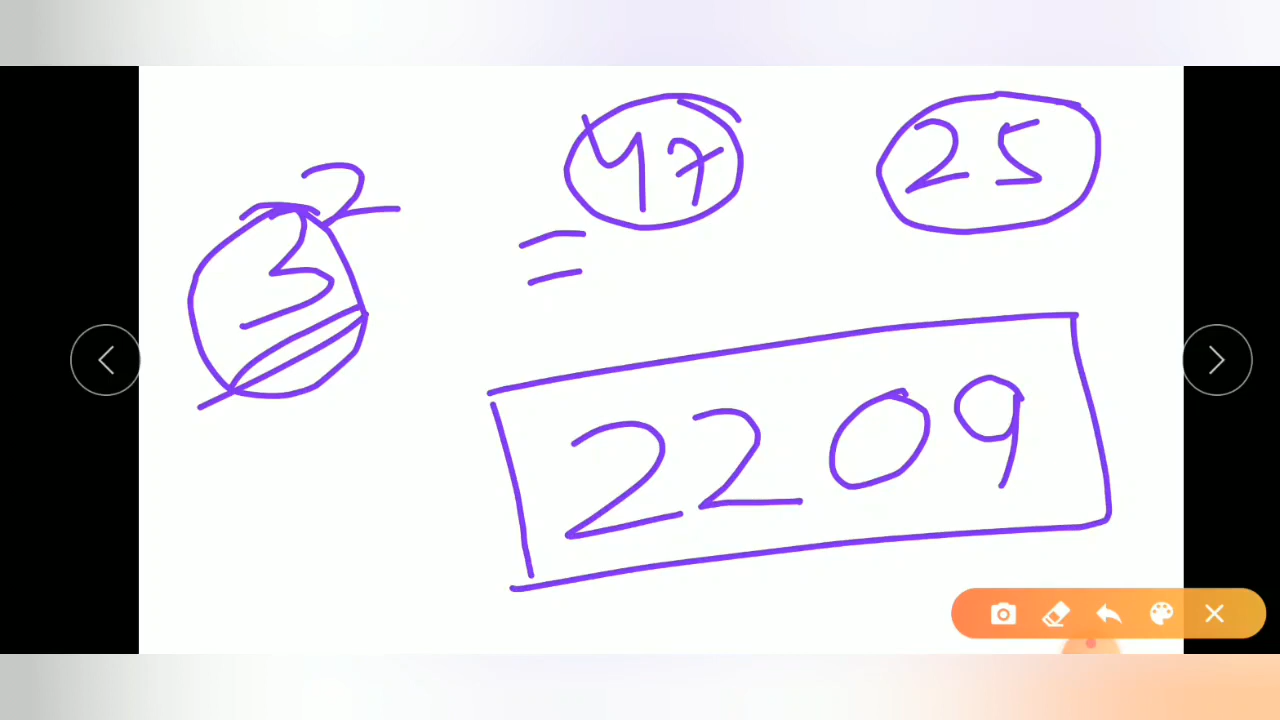 47 25
3² =
2209